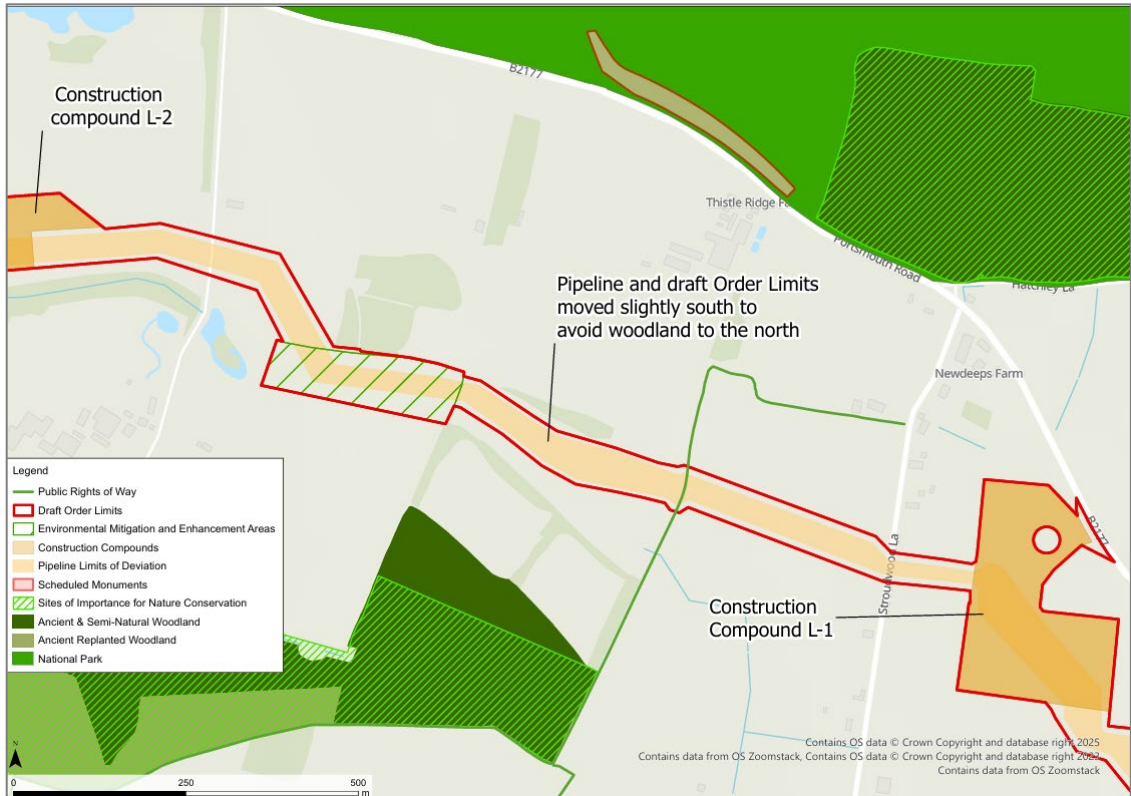 B2177
Construction
compound L-2
Thistle Ridge Fa
Portsmouth Road
Hatchley La
Pipeline and draft Order Limits
moved slightly south to
avoid woodland to the north
Newdeeps Farm
B2177
Stroudwood La
Construction
Compound L-1
Legend
Public Rights of Way
Draft Order Limits
Environmental Mitigation and Enhancement Areas
Construction Compounds
Pipeline Limits of Deviation
Scheduled Monuments
Sites of Importance for Nature Conservation
Ancient & Semi-Natural Woodland
Ancient Replanted Woodland
National Park
N
0 250 500
m
Contains OS data © Crown Copyright and database right 2025
Contains data from OS Zoomstack, Contains OS data © Crown Copyright and database right 2023
Contains data from OS Zoomstack